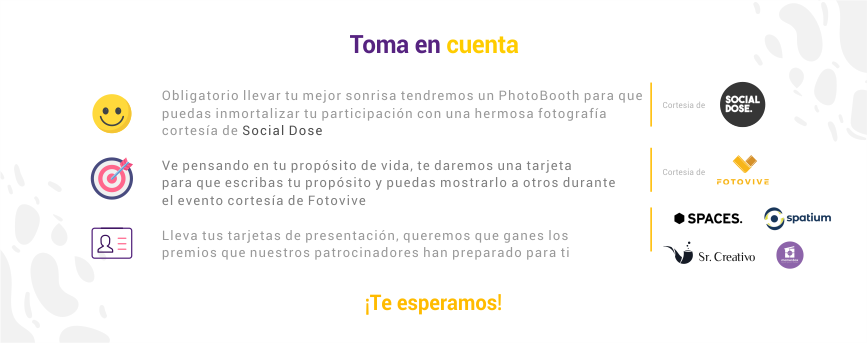 Toma en cuenta
Obligatorio llevar tu mejor sonrisa tendremos un PhotoBooth para que
puedas inmortalizar tu participación con una hermosa fotografía
cortesía de Social Dose
Cortesia de
SOCIAL
DOSE.
Ve pensando en tu propósito de vida, te daremos una tarjeta
para que escribas tu propósito y puedas mostrarlo a otros durante
el evento cortesía de Fotovive
Cortesia de
FOTOVIVE
Lleva tus tarjetas de presentación, queremos que ganes los
premios que nuestros patrocinadores han preparado para ti
SPACES.
spatium
Sr. Creativo
¡Te esperamos!